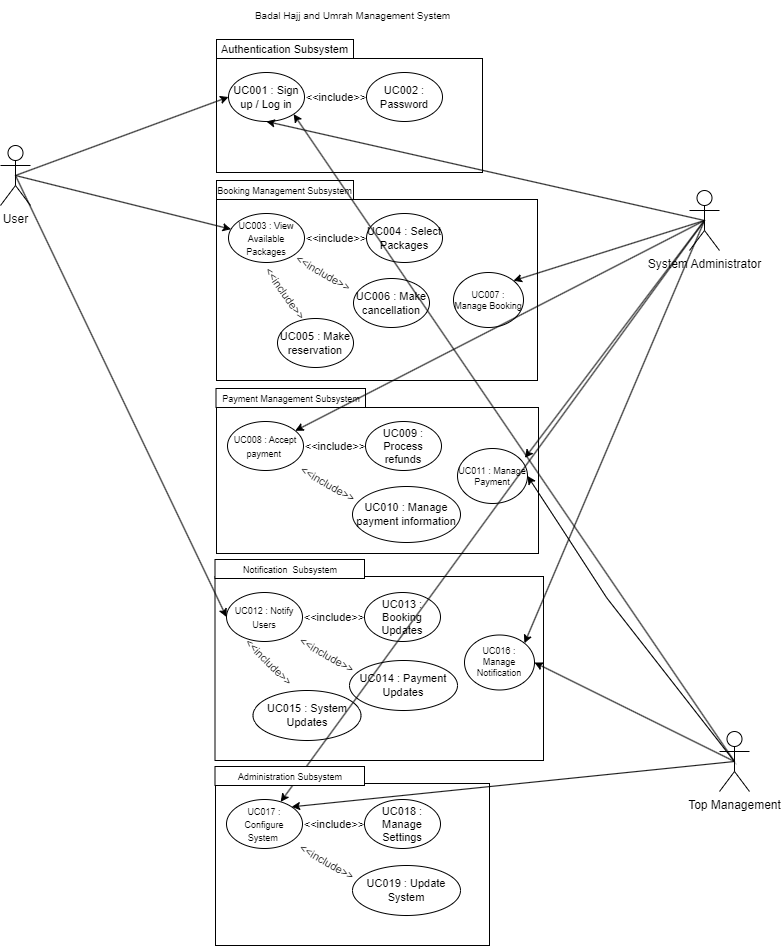 Badal Hajj and Umrah Management System
Authentication Subsystem
UC001 : Sign
up / Log in
<<include>>
UC002 :
Password
User
Booking Management Subsystem
UC003 : View
Available
Packages
<<include>>
UC004 : Select
Packages
<<include>>
<<include>>
UC006 : Make
cancellation
UC005 : Make
reservation
UC007 :
Manage Booking
System Administrator
Payment Management Subsystem
UC008 : Accept
payment
<<include>>
UC009 :
Process
refunds
<<include>>
UC010 : Manage
payment information
UC011 : Manage
Payment
Notification  Subsystem
UC012 : Notify
Users
<<include>>
UC013 :
Booking
Updates
<<include>>
<<include>>
UC014 : Payment
Updates
UC015 : System
Updates
UC016 :
Manage
Notification
Top Management
Administration Subsystem
UC017 :
Configure
System
<<include>>
UC018 :
Manage
Settings
<<include>>
UC019 : Update
System